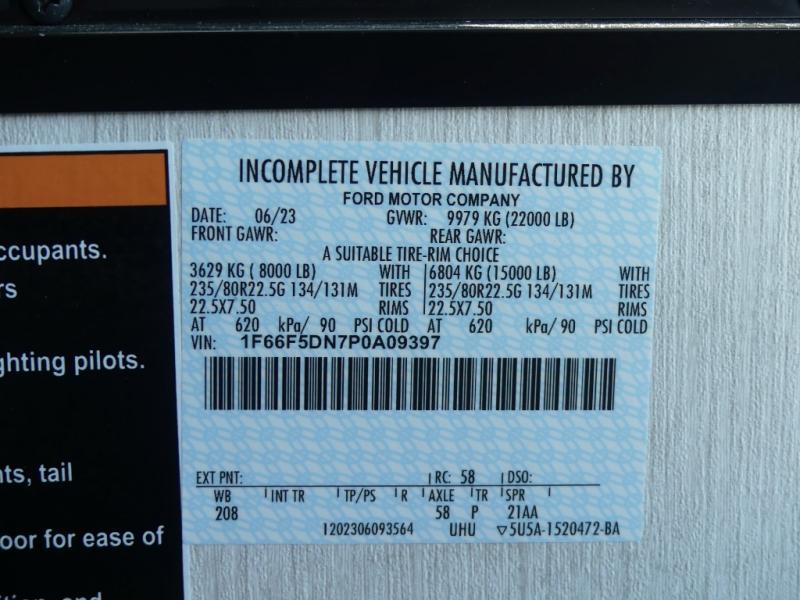 INCOMPLETE VEHICLE MANUFACTURED BY
FORD MOTOR COMPANY
DATE: 06/23 GVWR: 9979 KG (22000 LB)
FRONT GAWR: REAR GAWR:
A SUITABLE TIRE-RIM CHOICE
3629 KG ( 8000 LB) WITH 6804 KG (15000 LB) WITH
235/80R22.5G 134/131M TIRES 235/80R22.5G 134/131M TIRES
22.5X7.50 RIMS 22.5X7.50 RIMS
AT 620 kPa/ 90 PSI COLD AT 620 kPa/ 90 PSI COLD
VIN: 1F66F5DN7P0A09397
EXT PNT: RC: 58 DSO:
WB INT TR TP/PS R AXLE TR SPR
208 58 P 21AA
1202306093564 UHU ▽5U5A-1520472-BA
ccupants.
rs
ghting pilots.
nts, tail
oor for ease of